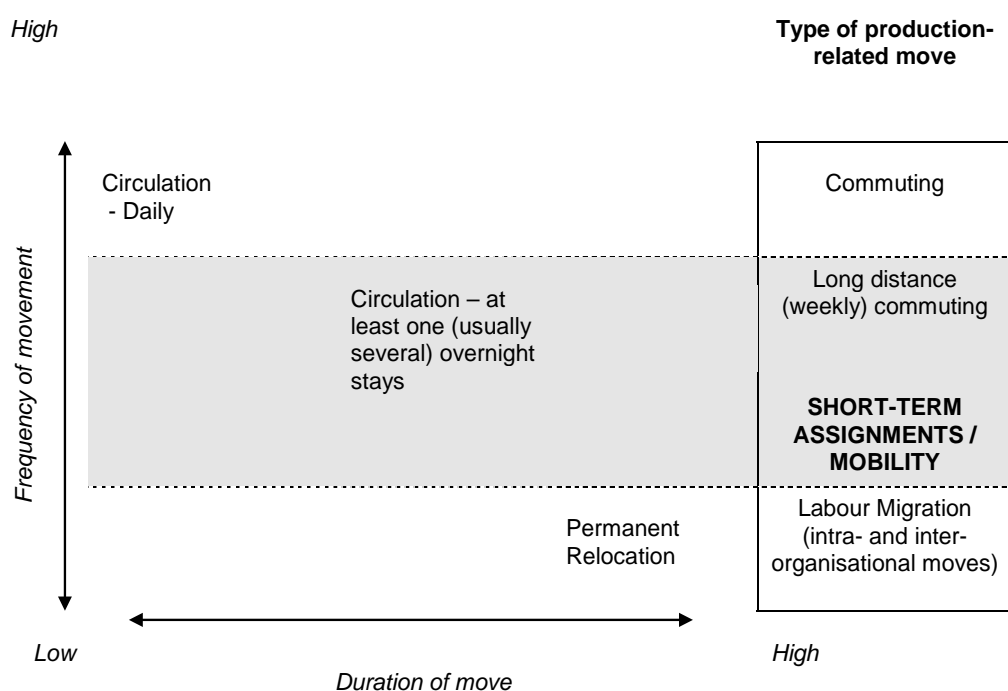 High
Type of production-
related move
Circulation
- Daily
Commuting
Frequency of movement
Circulation – at
least one (usually
several) overnight
stays
Long distance
(weekly) commuting
SHORT-TERM
ASSIGNMENTS /
MOBILITY
Permanent
Relocation
Labour Migration
(intra- and inter-
organisational moves)
Low
High
Duration of move